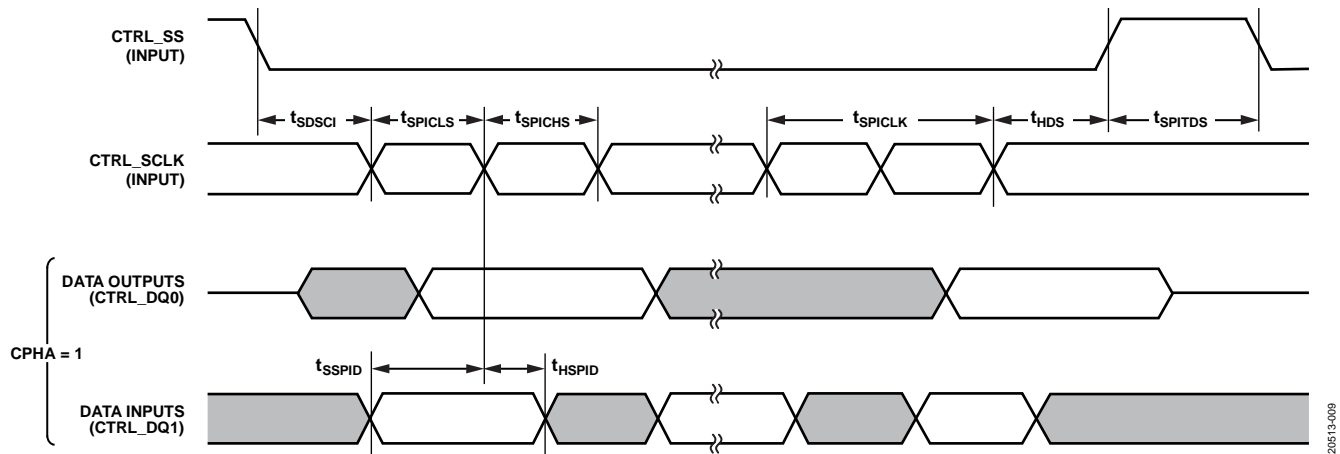 CTRL_SS
(INPUT)
tSDSCI
tSPICLS
tSPICHS
tSPICLK
tHDS
tSPITDS
CTRL_SCLK
(INPUT)
DATA OUTPUTS
(CTRL_DQ0)
CPHA = 1
tSSPID
tHSPID
DATA INPUTS
(CTRL_DQ1)
20513-009